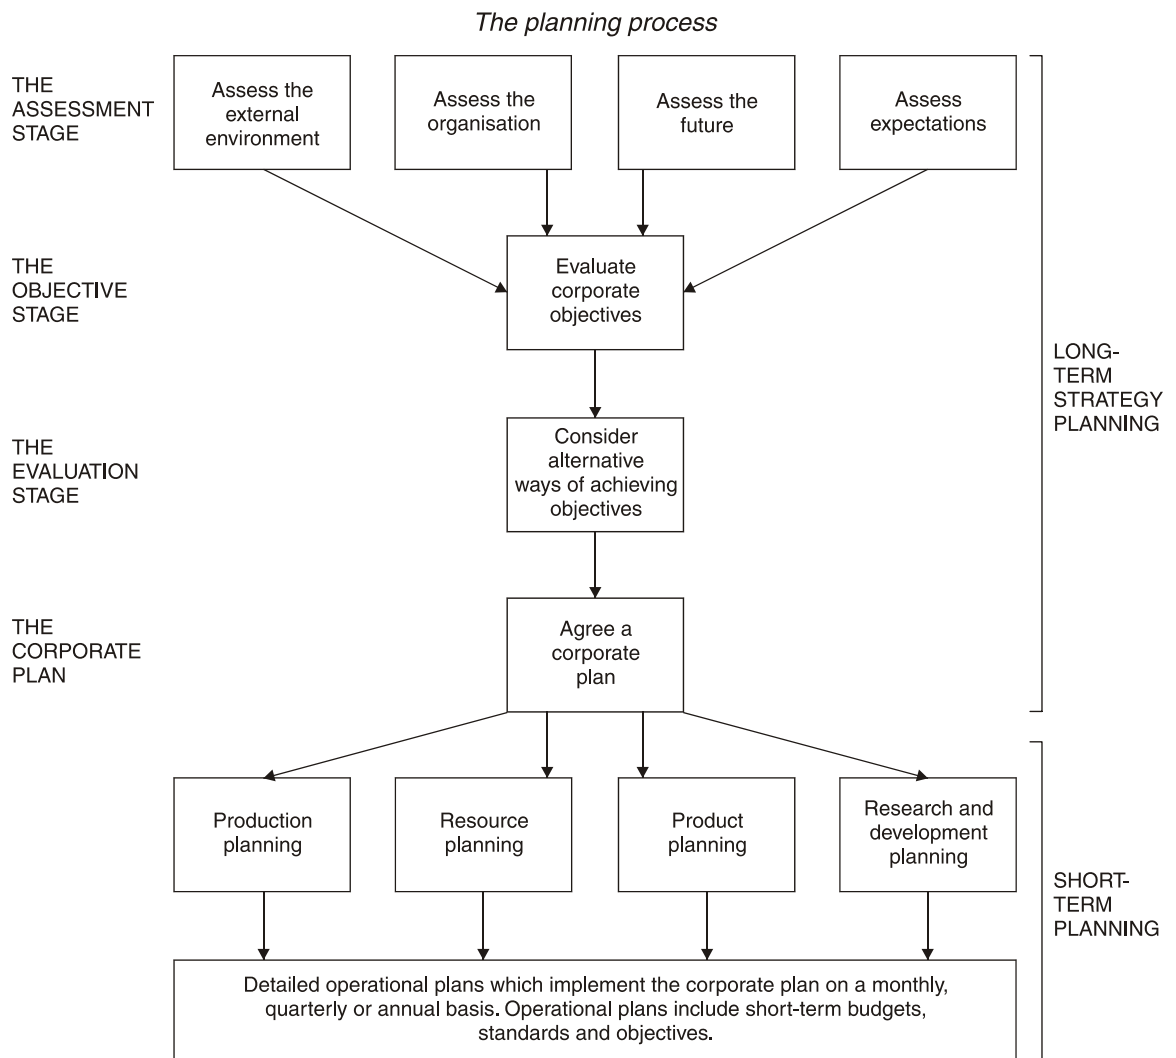 The planning process
THE
ASSESSMENT
STAGE
Assess the
external
environment
Assess the
organisation
Assess the
future
Assess
expectations
THE
OBJECTIVE
STAGE
Evaluate
corporate
objectives
LONG-
TERM
STRATEGY
PLANNING
THE
EVALUATION
STAGE
Consider
alternative
ways of achieving
objectives
THE
CORPORATE
PLAN
Agree a
corporate
plan
Production
planning
Resource
planning
Product
planning
Research and
development
planning
SHORT-
TERM
PLANNING
Detailed operational plans which implement the corporate plan on a monthly,
quarterly or annual basis. Operational plans include short-term budgets,
standards and objectives.